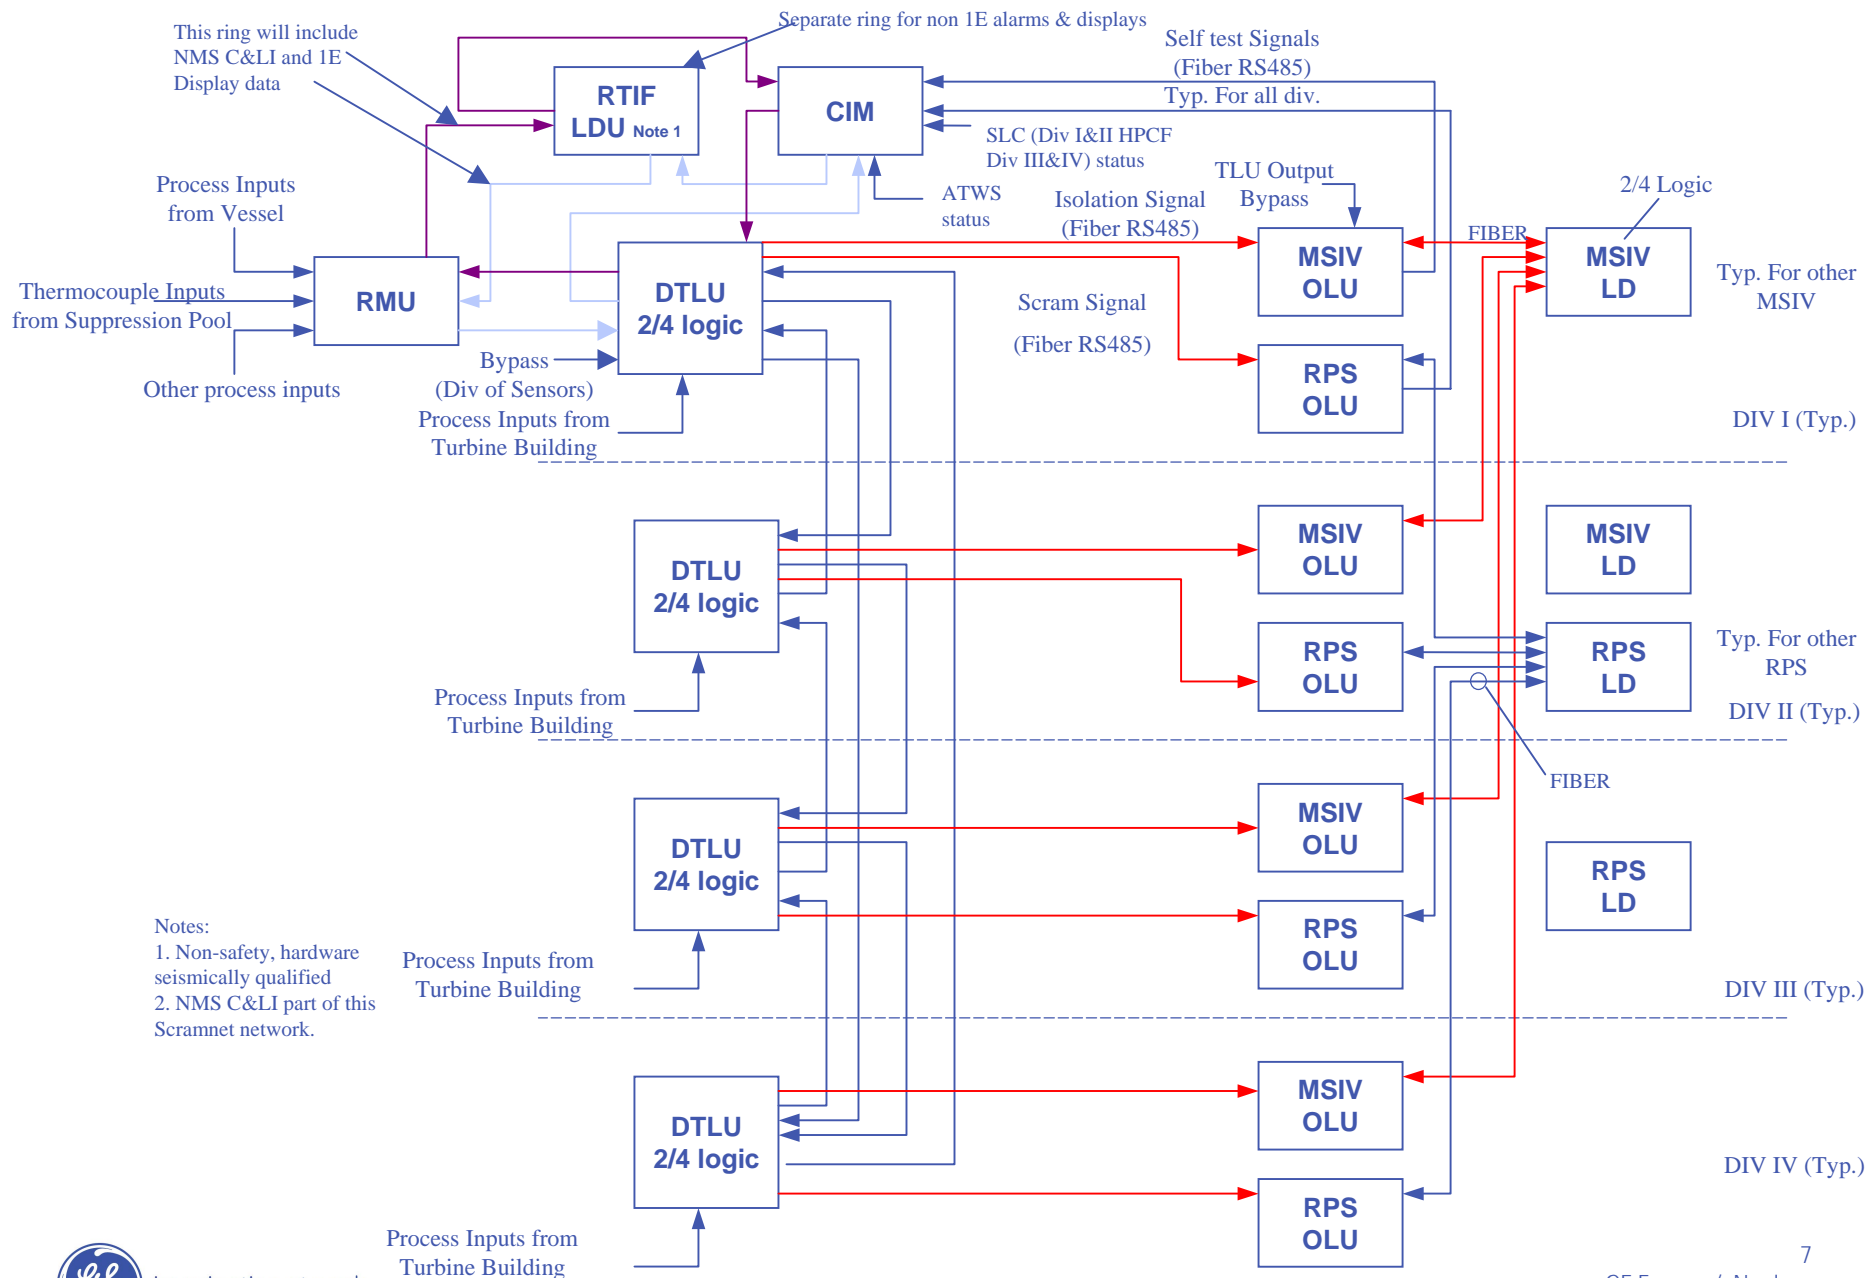 This ring will include
NMS C&LI and 1E
Display data
Separate ring for non 1E alarms & displays
Self test Signals
(Fiber RS485)
Typ. For all div.
RTIF
LDU Note 1
CIM
SLC (Div I&II HPCF
Div III&IV) status
ATWS
status
Process Inputs
from Vessel
Isolation Signal
(Fiber RS485)
TLU Output
Bypass
2/4 Logic
FIBER
MSIV
OLU
MSIV
LD
Typ. For other
MSIV
Thermocouple Inputs
from Suppression Pool
RMU
DTLU
2/4 logic
Scram Signal
(Fiber RS485)
Bypass
(Div of Sensors)
Other process inputs
Process Inputs from
Turbine Building
RPS
OLU
DIV I (Typ.)
DTLU
2/4 logic
MSIV
OLU
MSIV
LD
RPS
OLU
RPS
LD
Typ. For other
RPS
Process Inputs from
Turbine Building
DIV II (Typ.)
FIBER
DTLU
2/4 logic
MSIV
OLU
RPS
LD
RPS
OLU
Notes:
1. Non-safety, hardware
seismically qualified
2. NMS C&LI part of this
Scramnet network.
Process Inputs from
Turbine Building
DIV III (Typ.)
DTLU
2/4 logic
MSIV
OLU
DIV IV (Typ.)
RPS
OLU
Process Inputs from
Turbine Building
7